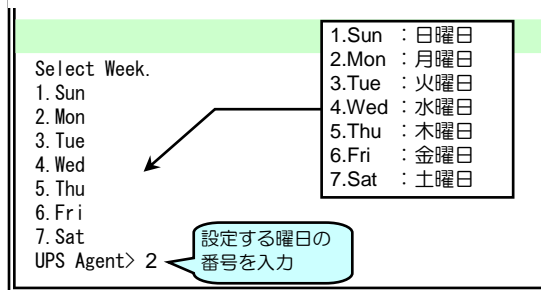 Select Week.
1. Sun
2. Mon
3. Tue
4. Wed
5. Thu
6. Fri
7. Sat
UPS Agent> 2
1.Sun ：日曜日
2.Mon ：月曜日
3.Tue ：火曜日
4.Wed ：水曜日
5.Thu ：木曜日
6.Fri ：金曜日
7.Sat ：土曜日
設定する曜日の
番号を入力